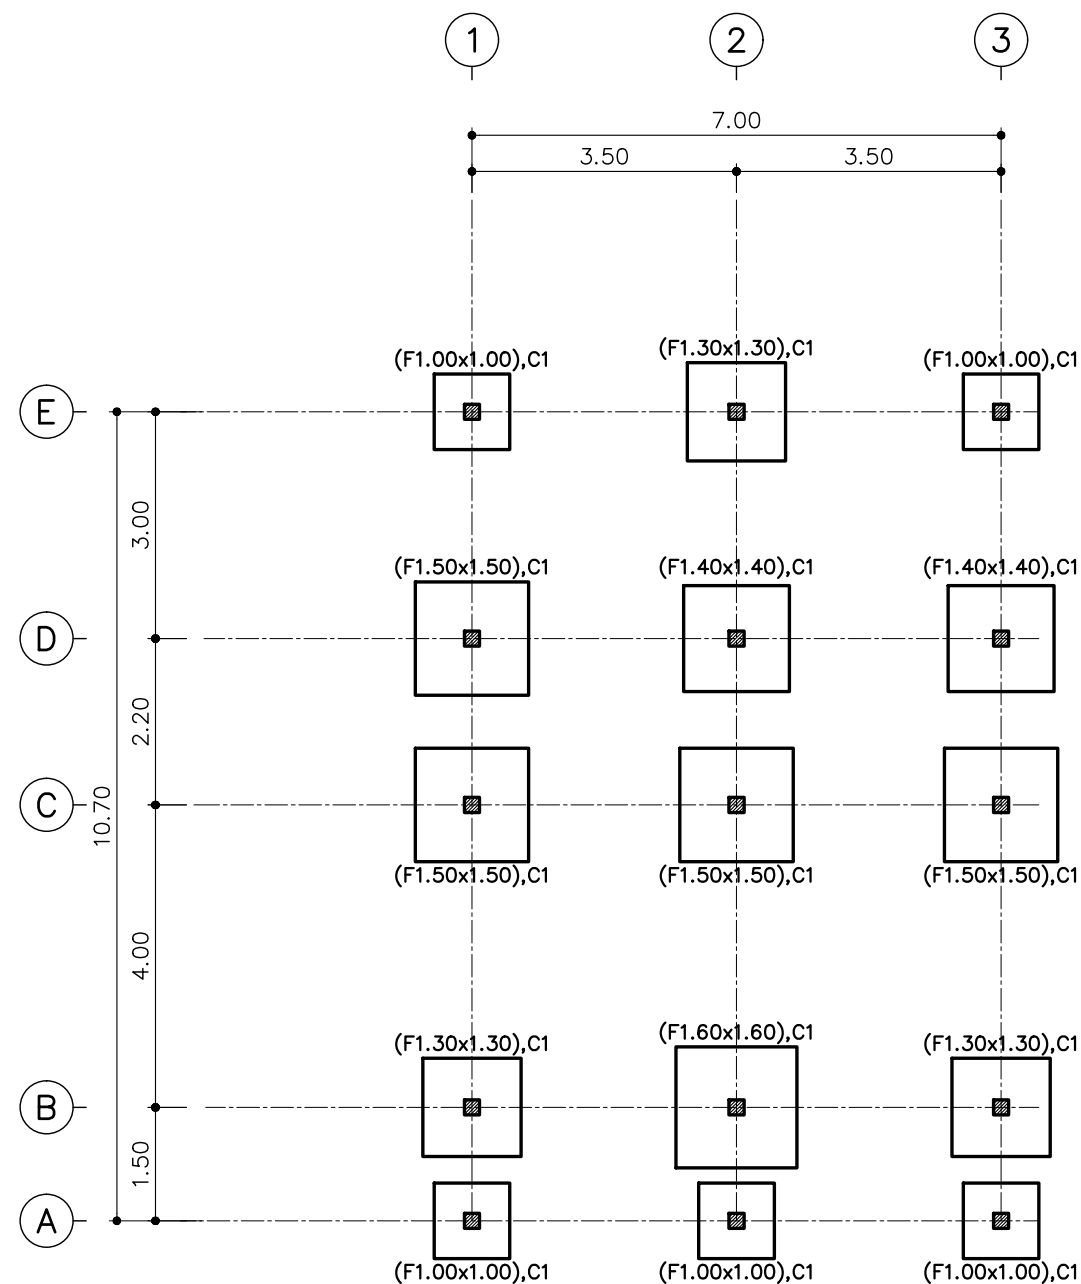 1 2 3
7.00
3.50 3.50
(F1.00x1.00),C1 (F1.30x1.30),C1 (F1.00x1.00),C1
E
3.00
(F1.50x1.50),C1 (F1.40x1.40),C1 (F1.40x1.40),C1
D
2.20
C
10.70
(F1.50x1.50),C1 (F1.50x1.50),C1 (F1.50x1.50),C1
4.00
(F1.30x1.30),C1 (F1.60x1.60),C1 (F1.30x1.30),C1
B
1.50
A
(F1.00x1.00),C1 (F1.00x1.00),C1 (F1.00x1.00),C1